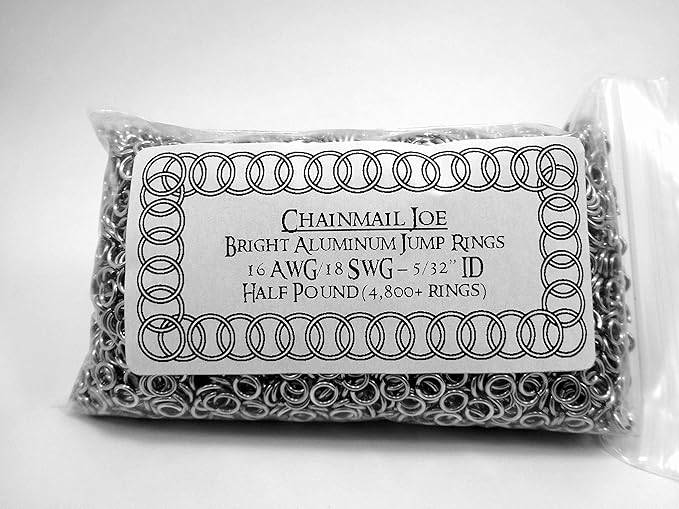 Chainmail Joe
Bright Aluminum Jump Rings
16 AWG/18 SWG – 5/32" ID
Half Pound (4,800+ rings)